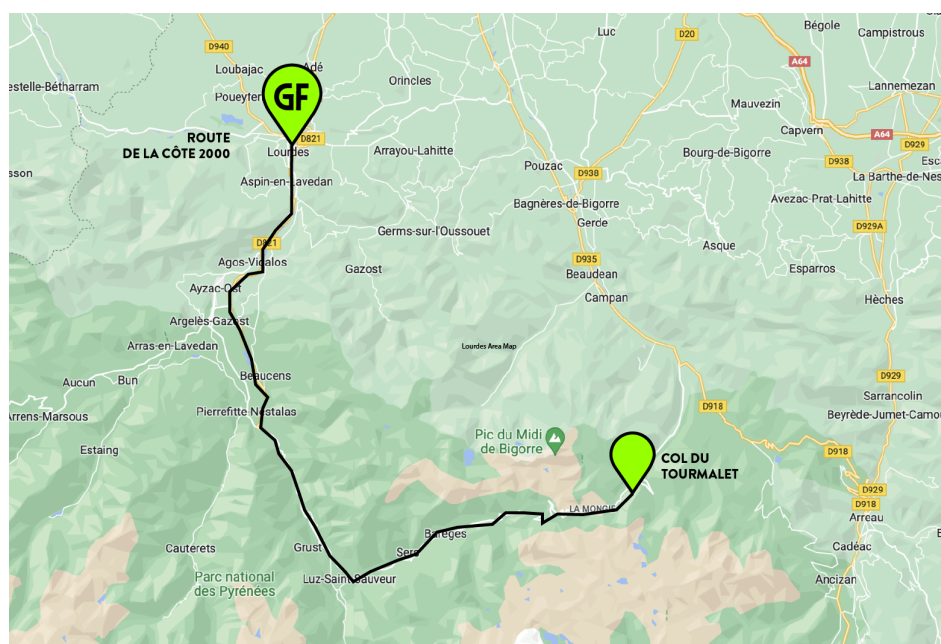 Bégole
D940
Luc
D20
Campistrous
Loubajac
Adé
A64
estelle-Bétharram
Orincles
Lannemezan
Poueyfer
GF
Mauvezin
Capvern
A64
ROUTE
DE LA CÔTE 2000
D821
D929
Lourdes
Arrayou-Lahitte
Bourg-de-Bigorre
Pouzac
D938
D938
La Barthe-de-Nes
sson
Aspin-en-Lavedan
Bagnères-de-Bigorre
Avezac-Prat-Lahitte
Gerde
D929A
Germs-sur-l'Oussouet
D821
Asque
Agos-Vidalos
D935
Gazost
Beaudean
Esparros
Ayzac-Ost
Campan
Hèches
Argelès-Gazost
Arras-en-Lavedan
Lourdes Area Map
Beaucens
D929
Aucun
Bun
Sarrancolin
Arrens-Marsous
Pierrefitte-Nestalas
D918
Beyrède-Jumet-Camo
Pic du Midi
de Bigorre
Estaing
COL DU
TOURMALET
D918
D929
D918
LA MONGIE
Arreau
Barèges
Cauterets
Grust
Sers
Cadéac
Parc national
des Pyrénées
Luz-Saint-Sauveur
Ancizan